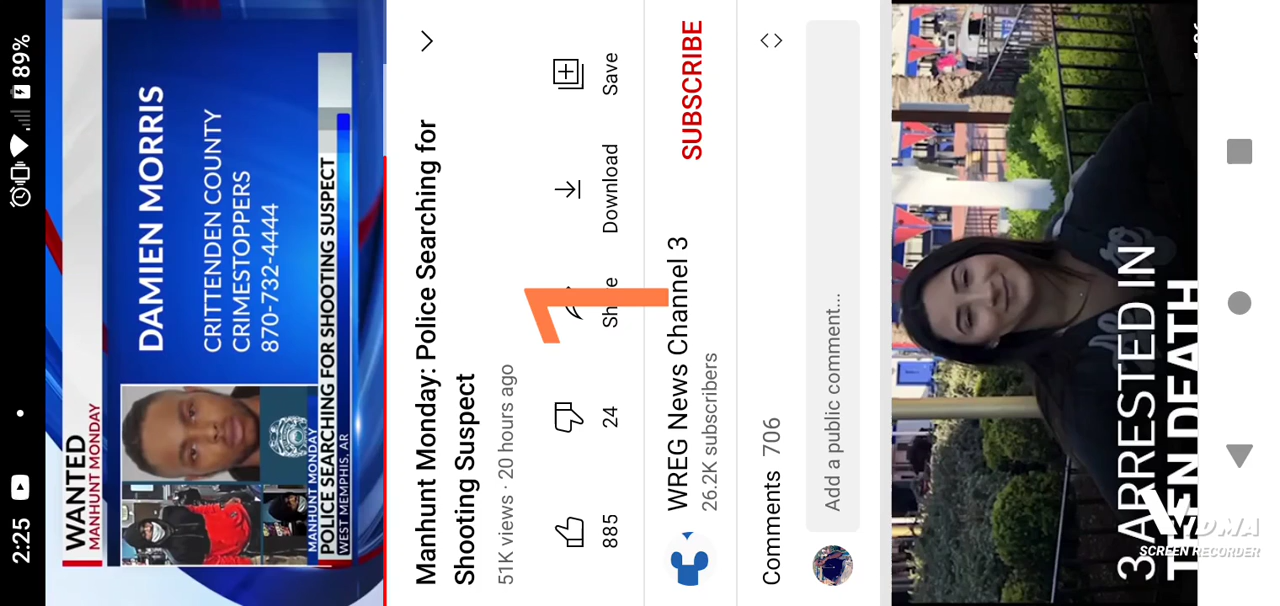 2:25
89%
WANTED
MANHUNT MONDAY
DAMIEN MORRIS
CRITTENDEN COUNTY
CRIMESTOPPERS
870-732-4444
MANHUNT MONDAY
POLICE SEARCHING FOR SHOOTING SUSPECT
WEST MEMPHIS, AR
Manhunt Monday: Police Searching for
Shooting Suspect
51K views · 20 hours ago
885
24
Download
Save
1
WREG News Channel 3
26.2K subscribers
SUBSCRIBE
Comments 706
Add a public comment...
3 ARRESTED IN
TEEN DEATH
SCREEN RECORDER